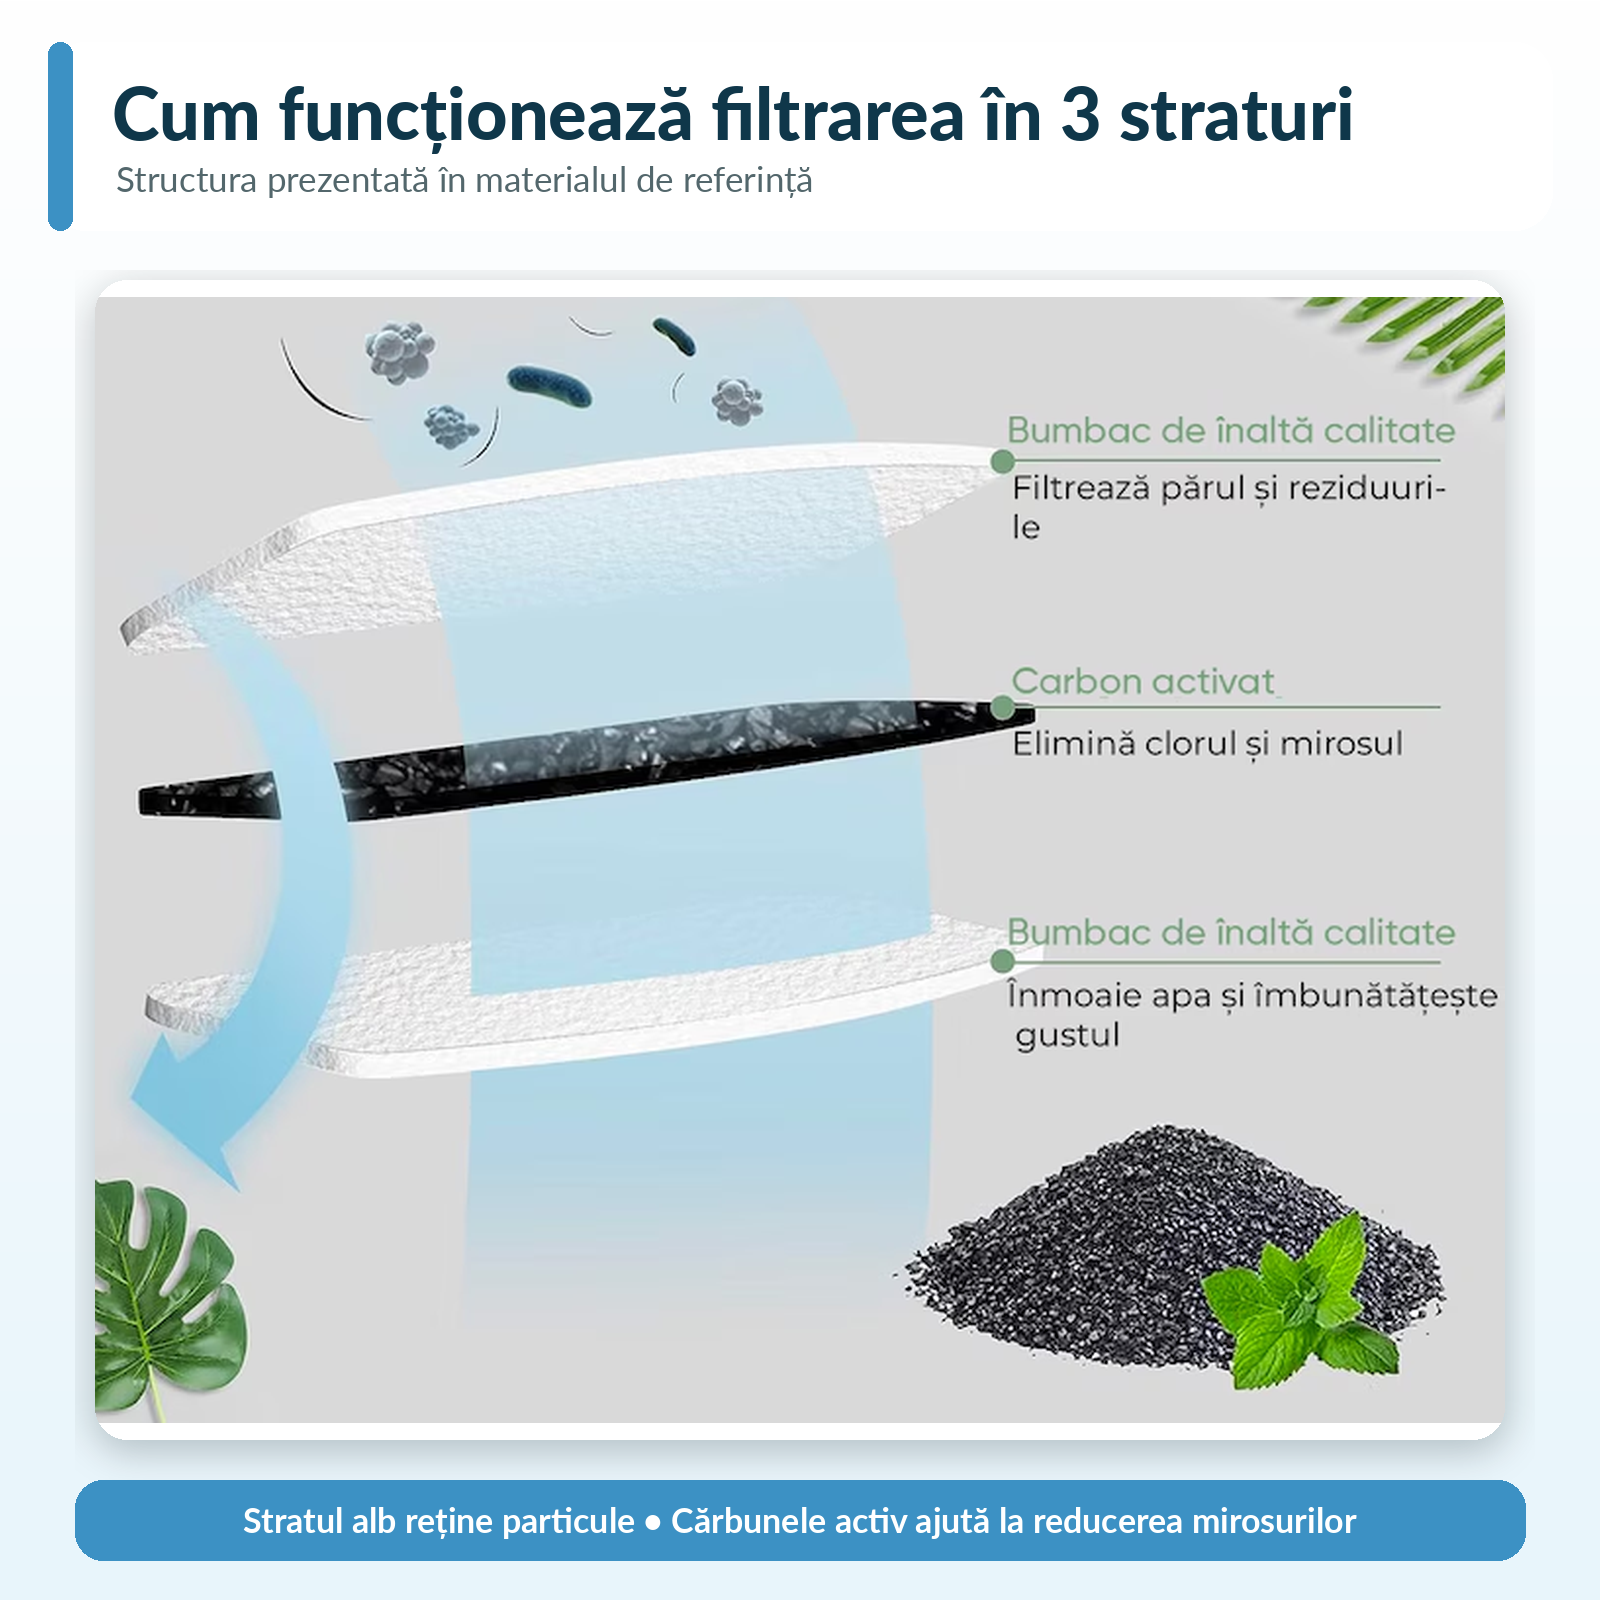 Cum funcționează filtrarea în 3 straturi
Structura prezentată în materialul de referință
Bumbac de înaltă calitate
Filtrează părul și reziduuri-
le
Carbon activat
Elimină clorul și mirosul
Bumbac de înaltă calitate
Înmoaie apa și îmbunătățește
gustul
Stratul alb reține particule • Cărbunele activ ajută la reducerea mirosurilor